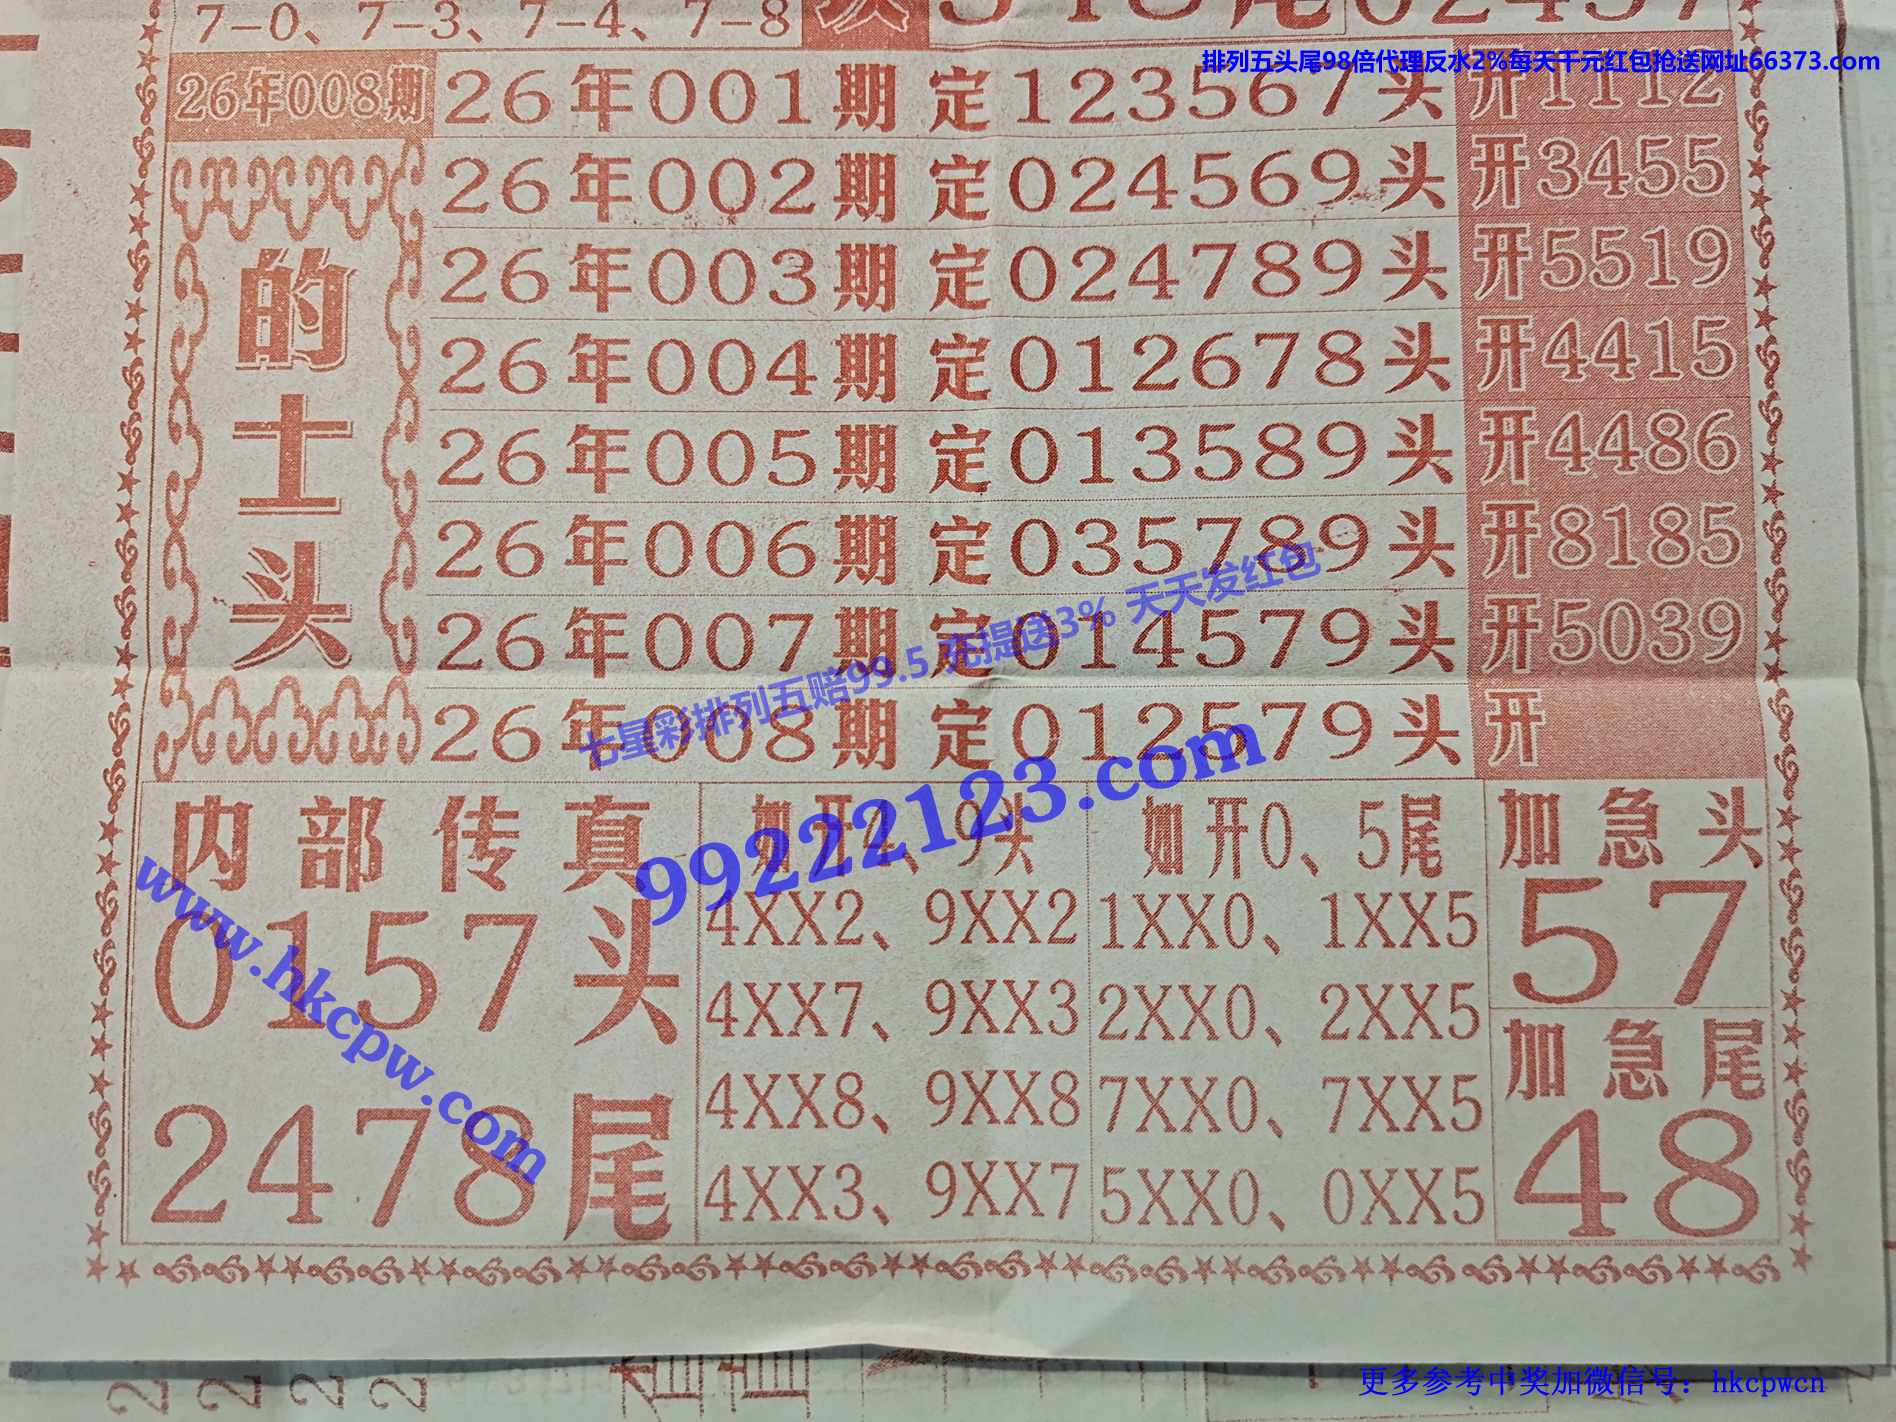 7-0、7-3、7-4、7-8
排列五头尾98倍代理反水2%每天千元红包抢送网址66373.com
26年008期
的士头
26年001期 定123567头 开1112
26年002期 定024569头 开3455
26年003期 定024789头 开5519
26年004期 定012678头 开4415
26年005期 定013589头 开4486
26年006期 定035789头 开8185
26年007期 定014579头 开5039
26年008期 定012579头 开
七星彩排列五赔99.5 充提送3% 天天发红包
99222123.com
www.hkcpw.com
内部传真
0157头
2478尾
如开4、9头
4XX2、9XX2
4XX7、9XX3
4XX8、9XX8
4XX3、9XX7
如开0、5尾
1XX0、1XX5
2XX0、2XX5
7XX0、7XX5
5XX0、0XX5
加急头
57
加急尾
48
更多参考中奖加微信号：hkcpwcn